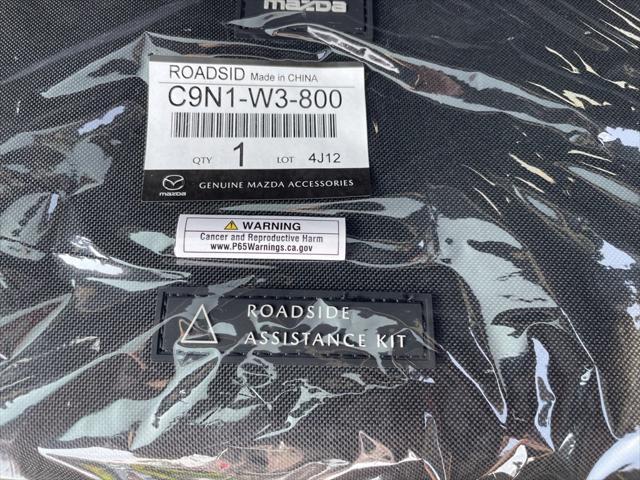 mazda
ROADSID Made in CHINA
C9N1-W3-800
QTY 1 LOT 4J12
mazda GENUINE MAZDA ACCESSORIES
WARNING
Cancer and Reproductive Harm
www.P65Warnings.ca.gov
ROADSIDE
ASSISTANCE KIT